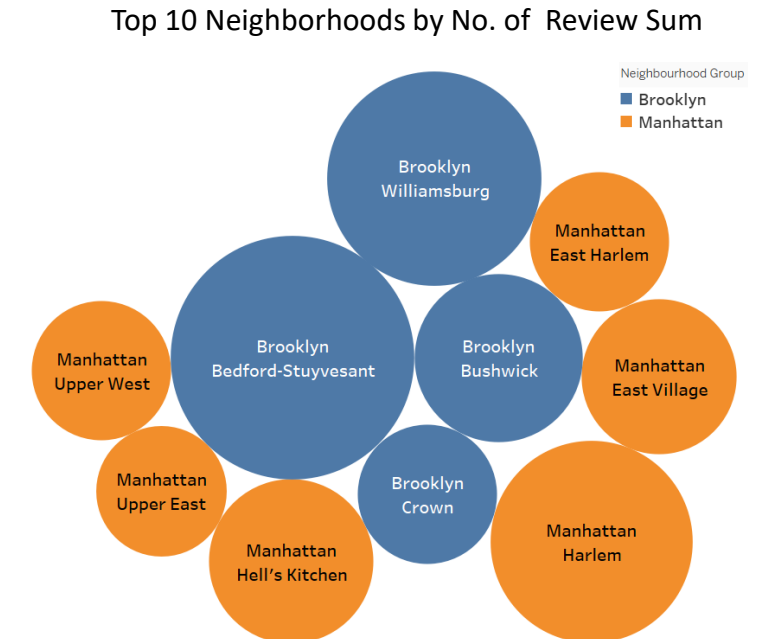 Top 10 Neighborhoods by No. of  Review Sum
Neighbourhood Group
Brooklyn
Manhattan
Brooklyn
Williamsburg
Manhattan
East Harlem
Brooklyn
Bedford-Stuyvesant
Brooklyn
Bushwick
Manhattan
Upper West
Manhattan
East Village
Manhattan
Upper East
Brooklyn
Crown
Manhattan
Hell's Kitchen
Manhattan
Harlem